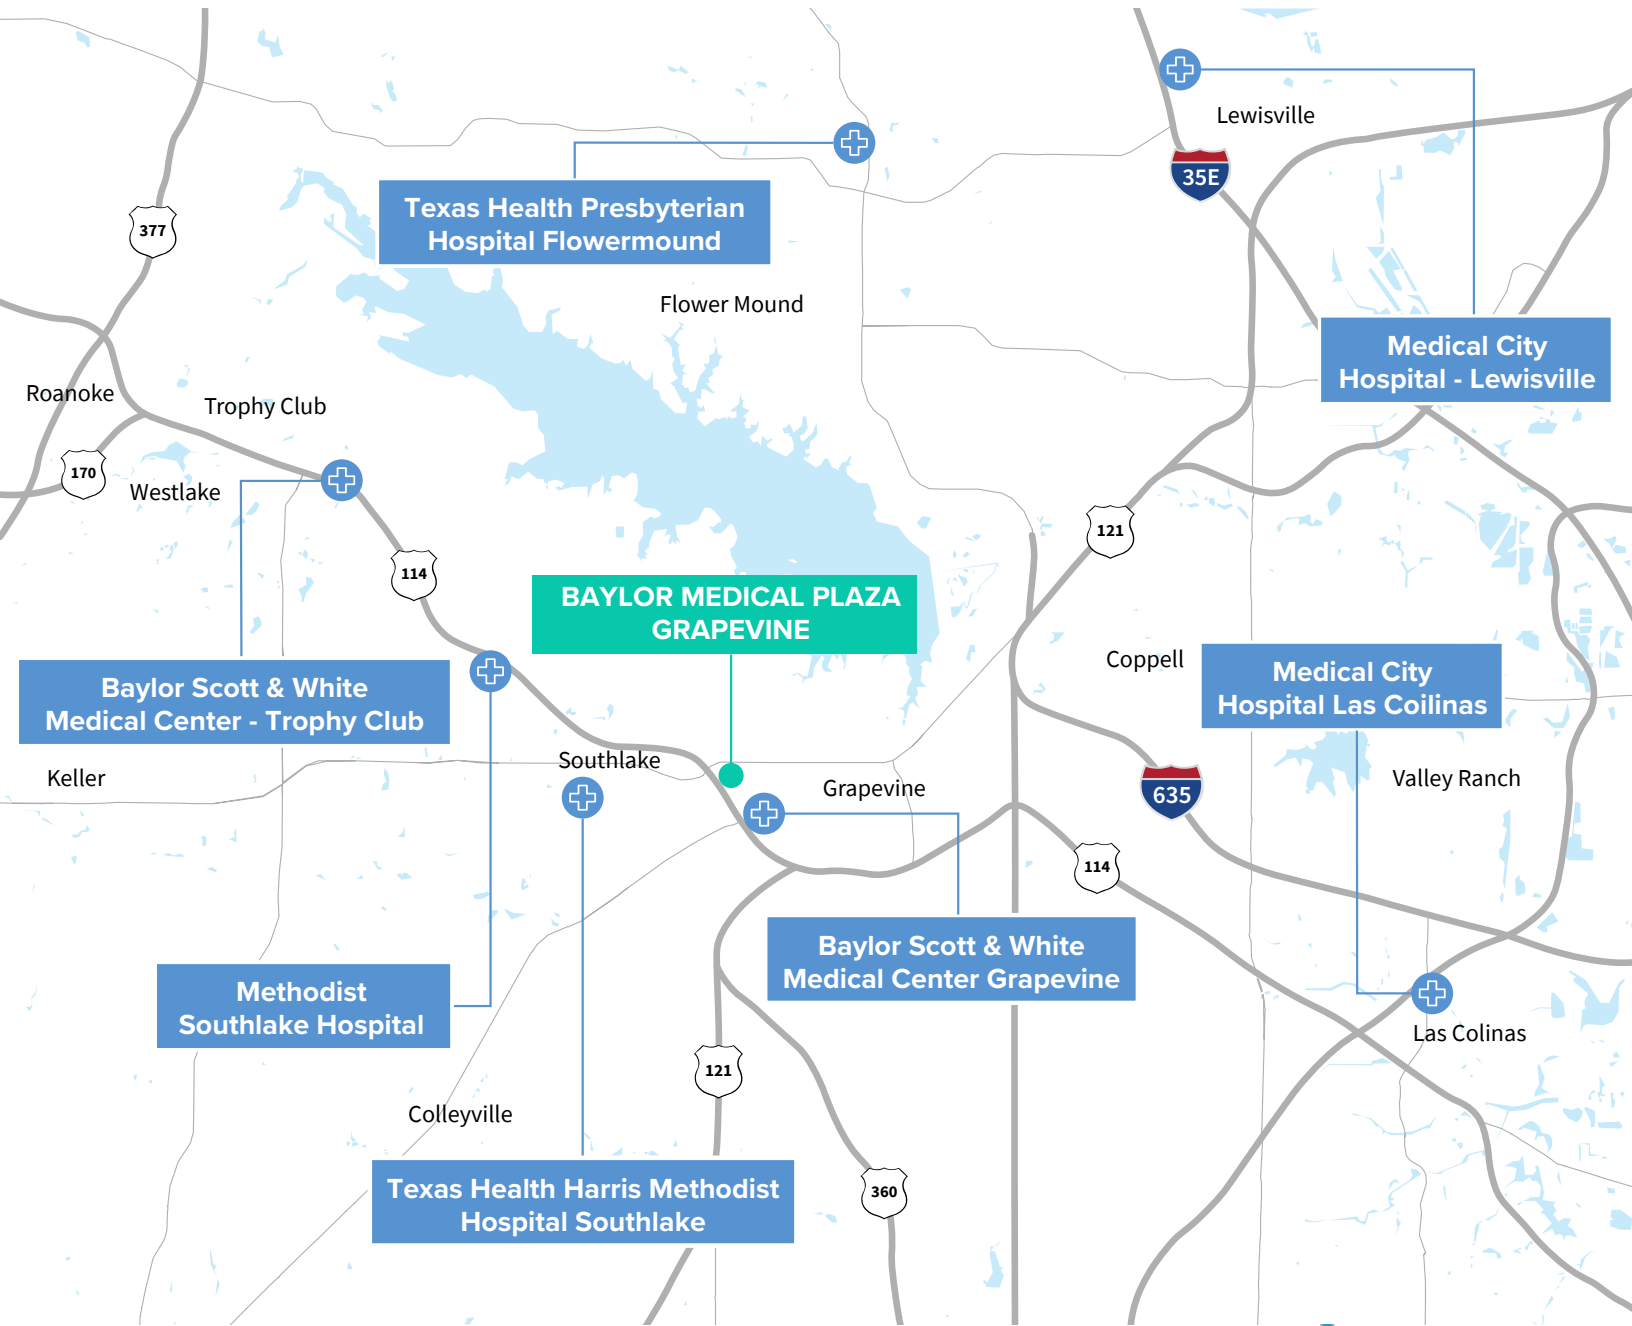 Lewisville
35E
Texas Health Presbyterian
Hospital Flowermound
377
Flower Mound
Medical City
Hospital - Lewisville
Roanoke
Trophy Club
170
Westlake
121
114
BAYLOR MEDICAL PLAZA
GRAPEVINE
Coppell
Medical City
Hospital Las Coilinas
Baylor Scott & White
Medical Center - Trophy Club
Southlake
Keller
Grapevine
635
Valley Ranch
114
Baylor Scott & White
Medical Center Grapevine
Methodist
Southlake Hospital
Las Colinas
121
Colleyville
Texas Health Harris Methodist
Hospital Southlake
360